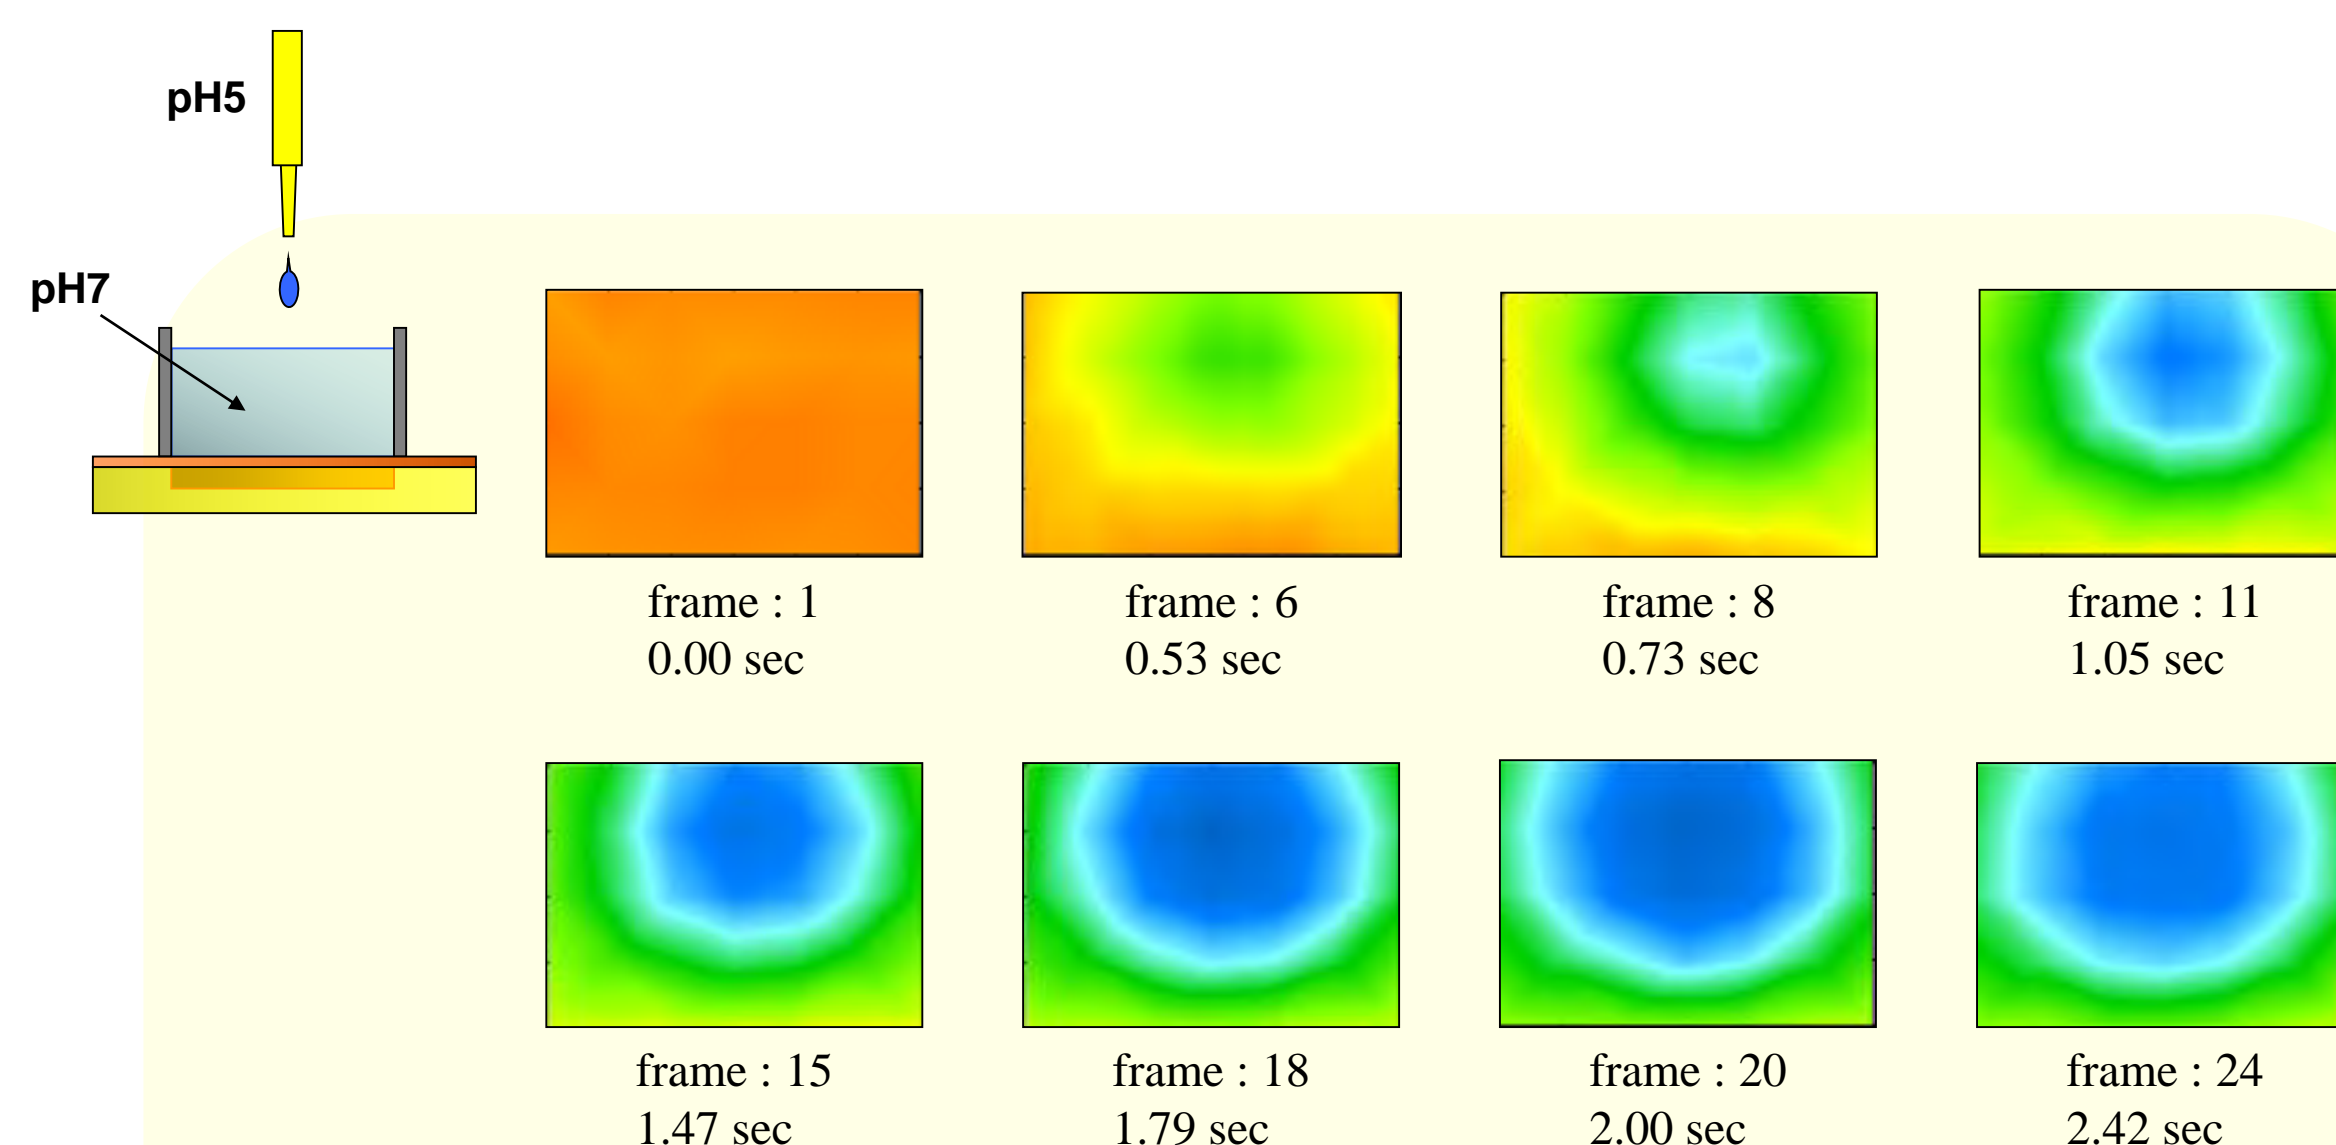 pH5
pH7
frame : 1
0.00 sec
frame : 6
0.53 sec
frame : 8
0.73 sec
frame : 11
1.05 sec
frame : 15
1.47 sec
frame : 18
1.79 sec
frame : 20
2.00 sec
frame : 24
2.42 sec